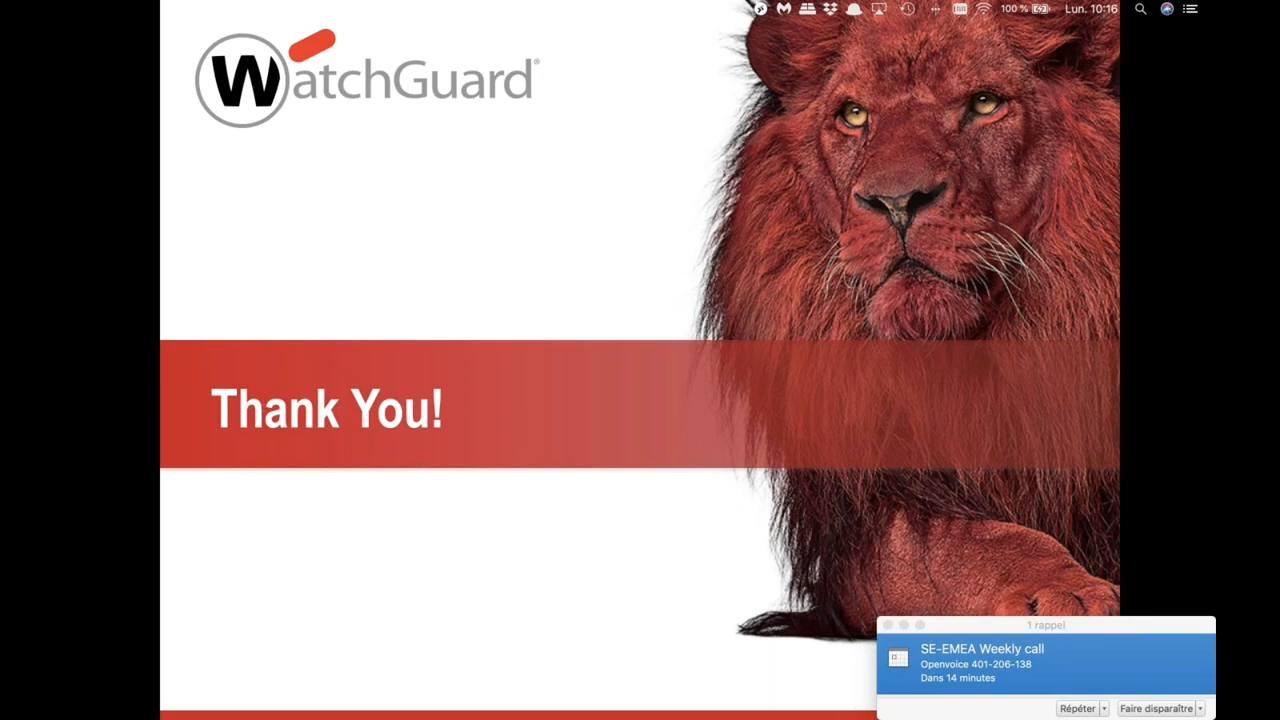 100 %
Lun. 10:16
WatchGuard®
Thank You!
1 rappel
SE-EMEA Weekly call
Openvoice 401-206-138
Dans 14 minutes
Répéter
Faire disparaître